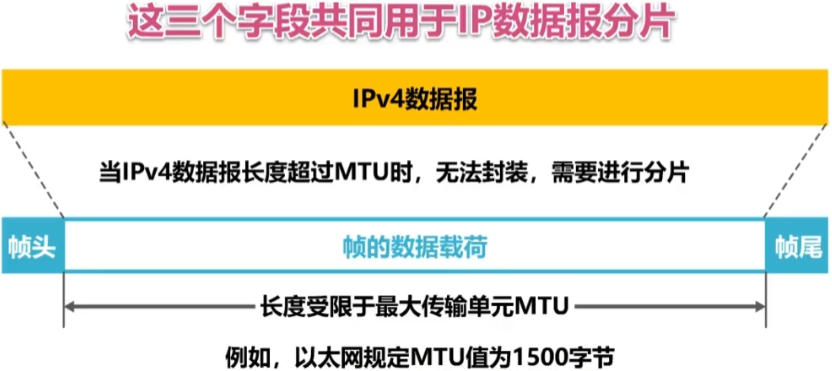 这三个字段共同用于IP数据报分片
IPv4数据报
当IPv4数据报长度超过MTU时，无法封装，需要进行分片
帧头
帧的数据载荷
帧尾
长度受限于最大传输单元MTU
例如，以太网规定MTU值为1500字节